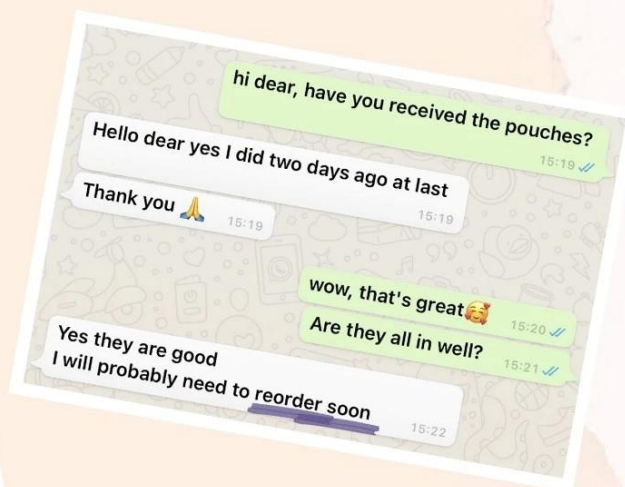 hi dear, have you received the pouches?
15:19
Hello dear yes I did two days ago at last
15:19
Thank you 🙏
15:19
wow, that's great🥰
15:20
Are they all in well?
15:21
Yes they are good
I will probably need to reorder soon
15:22